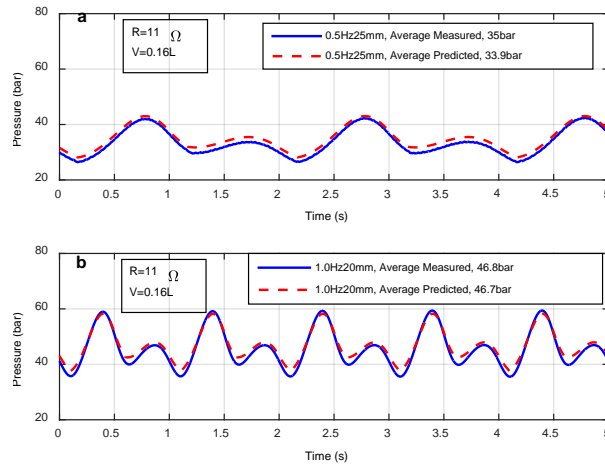 a
R=11 Ω
V=0.16L
0.5Hz25mm, Average Measured, 35bar
0.5Hz25mm, Average Predicted, 33.9bar
Pressure (bar)
80
60
40
20
0 0.5 1 1.5 2 2.5 3 3.5 4 4.5 5
Time (s)
b
R=11 Ω
V=0.16L
1.0Hz20mm, Average Measured, 46.8bar
1.0Hz20mm, Average Predicted, 46.7bar
Pressure (bar)
80
60
40
20
0 0.5 1 1.5 2 2.5 3 3.5 4 4.5 5
Time (s)